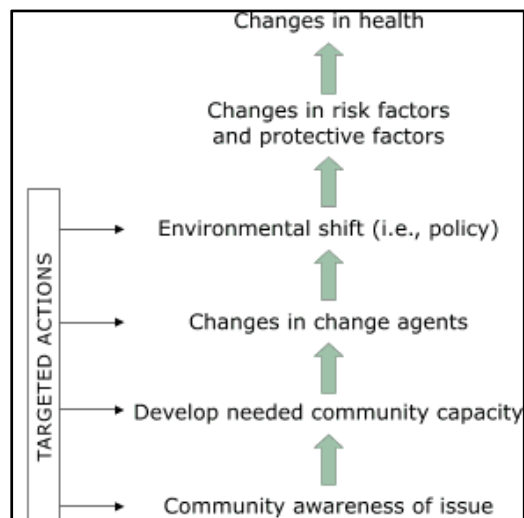 Changes in health
Changes in risk factors
and protective factors
Environmental shift (i.e., policy)
Changes in change agents
Develop needed community capacity
Community awareness of issue
TARGETED ACTIONS